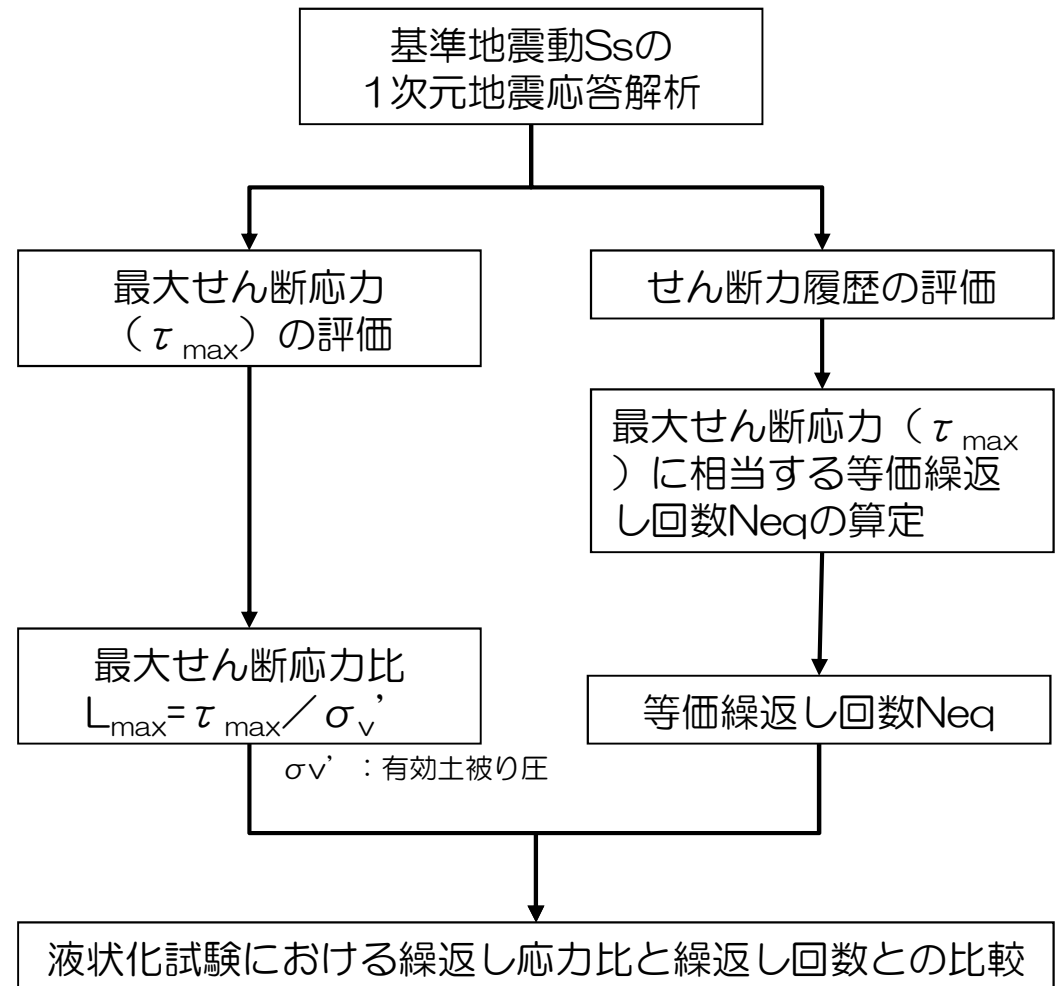 基準地震動Ssの
1次元地震応答解析
最大せん断応力
（τmax）の評価
せん断力履歴の評価
最大せん断応力（τmax
）に相当する等価繰返
し回数Neqの算定
最大せん断応力比
Lmax=τmax／σv’
σv’：有効土被り圧
等価繰返し回数Neq
液状化試験における繰返し応力比と繰返し回数との比較